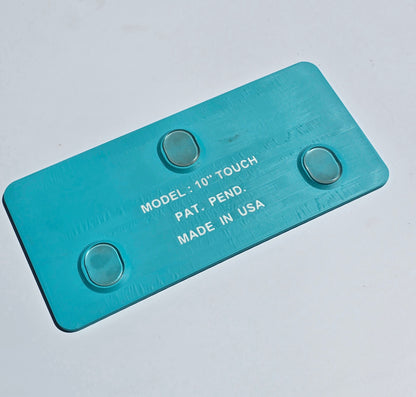 MODEL : 10" TOUCH
PAT. PEND.
MADE IN USA